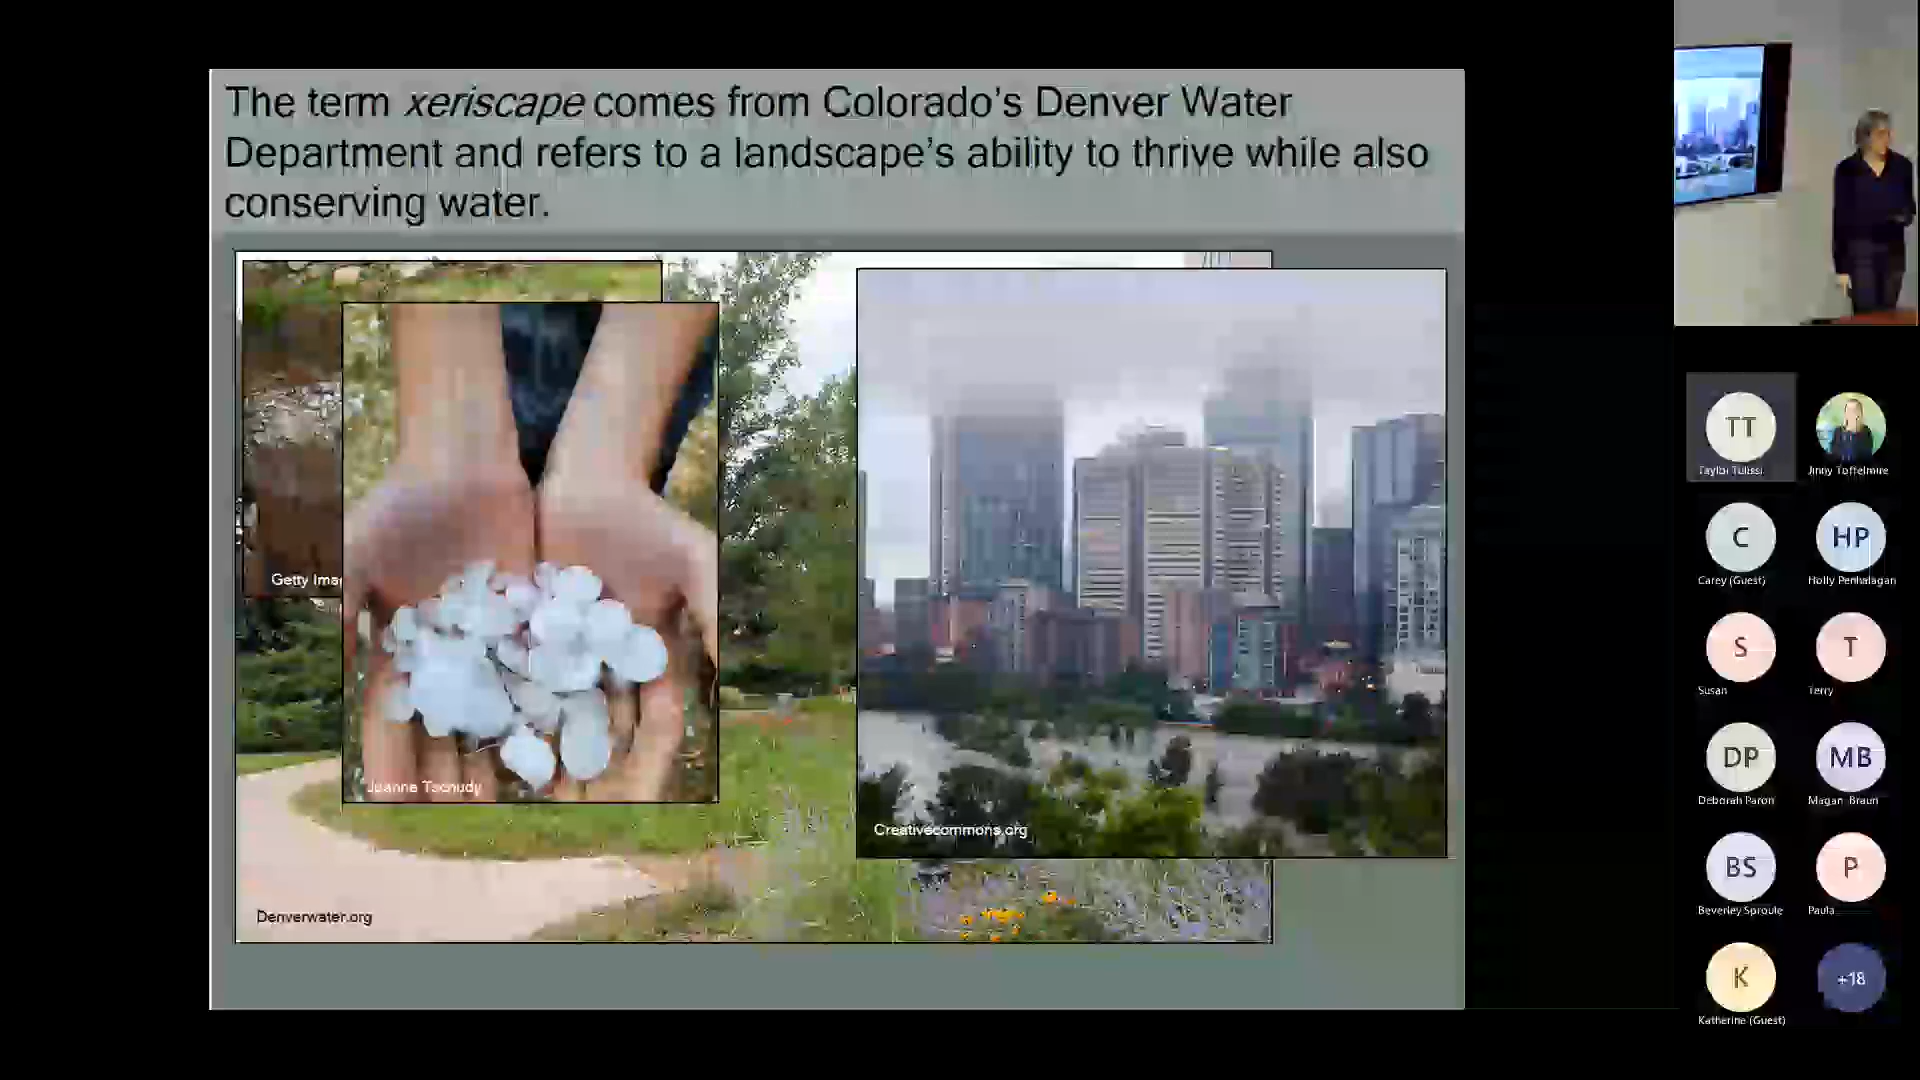 The term xeriscape comes from Colorado's Denver Water
Department and refers to a landscape's ability to thrive while also
conserving water.
Getty Ima
Joanne Tschudy
Creativecommons.org
Denverwater.org
TT
Taylor Tulissi
Jinny Toffelmire
C
Carey (Guest)
HP
Holly Penhalagan
S
Susan
T
Terry
DP
Deborah Paron
MB
Magan Braun
BS
Beverley Sproule
P
Paula
K
Katherine (Guest)
+18